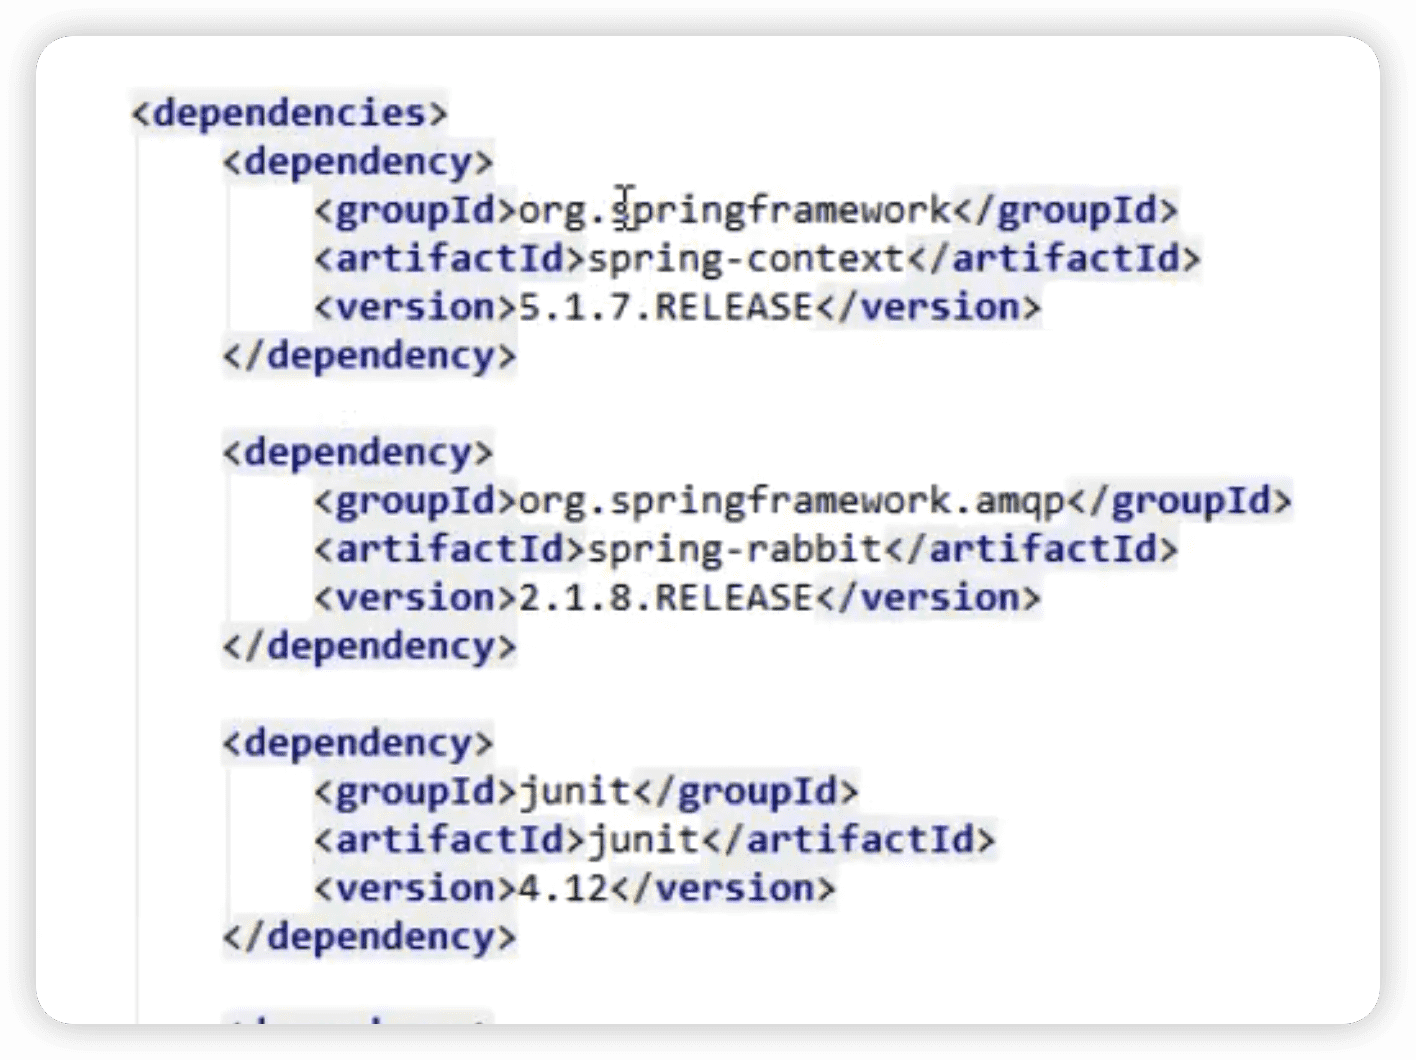 <dependencies>
<dependency>
<groupId>org.springframework</groupId>
<artifactId>spring-context</artifactId>
<version>5.1.7.RELEASE</version>
</dependency>
<dependency>
<groupId>org.springframework.amqp</groupId>
<artifactId>spring-rabbit</artifactId>
<version>2.1.8.RELEASE</version>
</dependency>
<dependency>
<groupId>junit</groupId>
<artifactId>junit</artifactId>
<version>4.12</version>
</dependency>